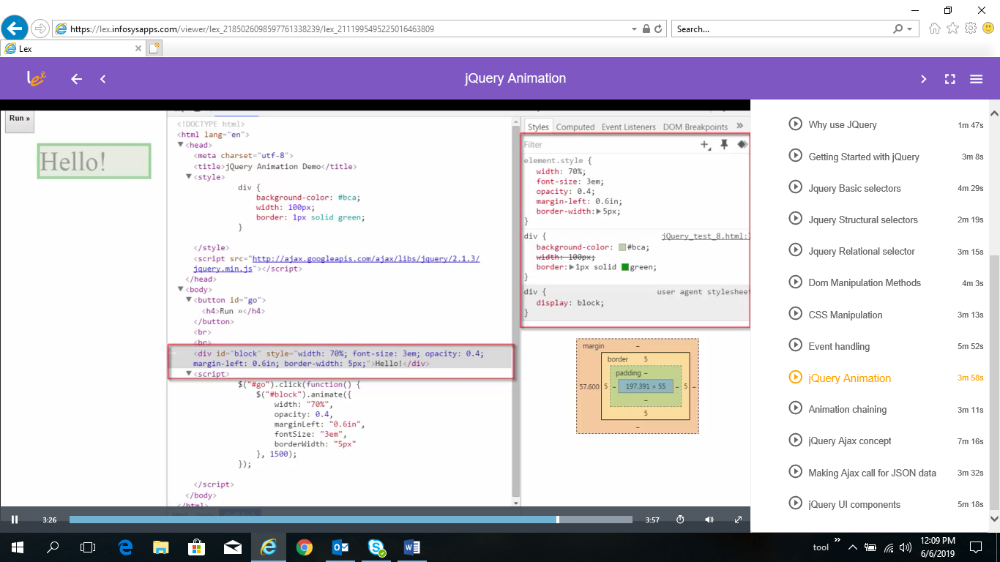 https://lex.infosysapps.com/viewer/lex_2185026098597761338239/lex_2111995495225016463809
Search...
Lex
lex
jQuery Animation
Run »
Hello!
<!DOCTYPE html>
<html lang="en">
<head>
<meta charset="utf-8">
<title>jQuery Animation Demo</title>
<style>
div {
background-color: #bca;
width: 100px;
border: 1px solid green;
}
</style>
<script src="http://ajax.googleapis.com/ajax/libs/jquery/2.1.3/
jquery.min.js"></script>
</head>
<body>
<button id="go">
<h4>Run »</h4>
</button>
<br>
<br>
<div id="block" style="width: 70%; font-size: 3em; opacity: 0.4;
margin-left: 0.6in; border-width: 5px;">Hello!</div>
<script>
$("#go").click(function() {
$("#block").animate({
width: "70%",
opacity: 0.4,
marginLeft: "0.6in",
fontSize: "3em",
borderWidth: "5px"
}, 1500);
});
</script>
</body>
</html>
Styles Computed Event Listeners DOM Breakpoints »
Filter
element.style {
width: 70%;
font-size: 3em;
opacity: 0.4;
margin-left: 0.6in;
border-width: 5px;
}
div { jQuery_test_8.html:
background-color: #bca;
width: 100px;
border: 1px solid green;
}
div { user agent stylesheet
display: block;
}
margin –
border 5
padding –
57.600 5 – 197.391 × 55 – 5 –
–
5
–
3:26
3:57
Why use JQuery 1m 47s
Getting Started with jQuery 3m 8s
Jquery Basic selectors 4m 29s
Jquery Structural selectors 2m 19s
Jquery Relational selector 3m 15s
Dom Manipulation Methods 4m 3s
CSS Manipulation 3m 13s
Event handling 5m 52s
jQuery Animation 3m 58s
Animation chaining 3m 11s
jQuery Ajax concept 7m 16s
Making Ajax call for JSON data 3m 32s
jQuery UI components 5m 18s
tool »
12:09 PM
6/6/2019